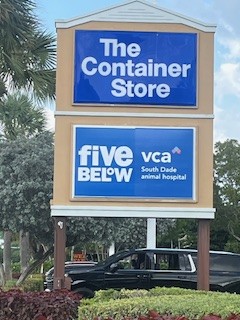 The
Container
Store
five
BELOW
vca
South Dade
animal hospital